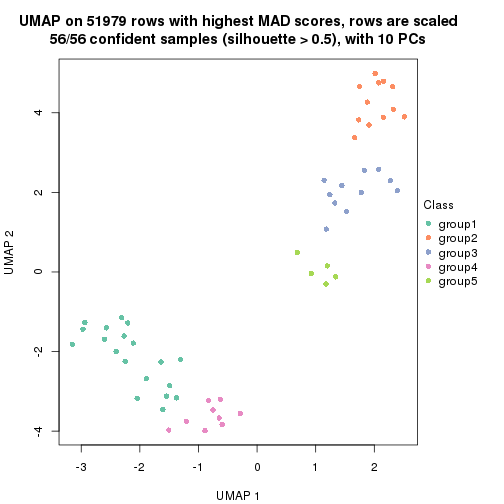 UMAP on 51979 rows with highest MAD scores, rows are scaled
56/56 confident samples (silhouette > 0.5), with 10 PCs
4
2
0
-2
-4
UMAP 2
-3
-2
-1
0
1
2
UMAP 1
Class
group1
group2
group3
group4
group5